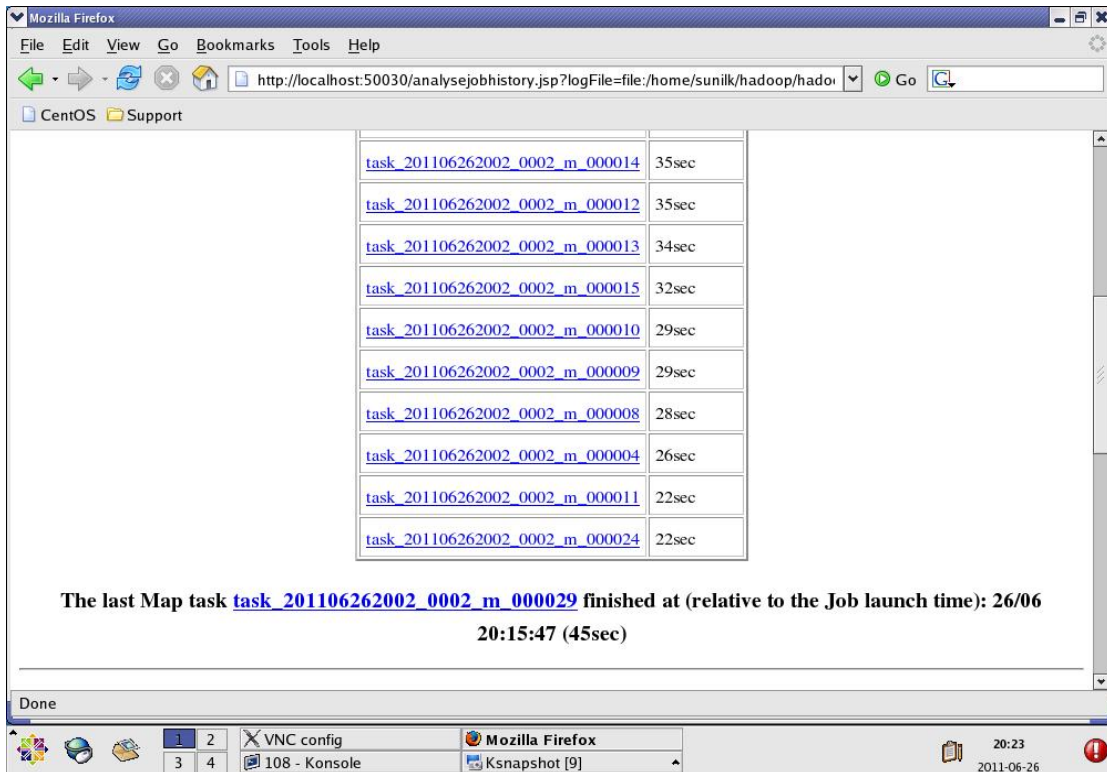 Mozilla Firefox
File Edit View Go Bookmarks Tools Help
http://localhost:50030/analysejobhistory.jsp?logFile=file:/home/sunilk/hadoop/hado Go G
CentOS Support
task_201106262002_0002_m_000014 35sec
task_201106262002_0002_m_000012 35sec
task_201106262002_0002_m_000013 34sec
task_201106262002_0002_m_000015 32sec
task_201106262002_0002_m_000010 29sec
task_201106262002_0002_m_000009 29sec
task_201106262002_0002_m_000008 28sec
task_201106262002_0002_m_000004 26sec
task_201106262002_0002_m_000011 22sec
task_201106262002_0002_m_000024 22sec
The last Map task task_201106262002_0002_m_000029 finished at (relative to the Job launch time): 26/06
20:15:47 (45sec)
Done
1 2 VNC config Mozilla Firefox 20:23
3 4 108 - Konsole Ksnapshot [9] 2011-06-26